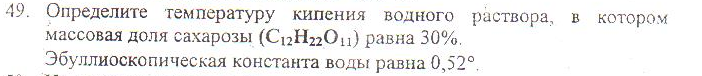 49. Определите температуру кипения водного раствора, в котором
массовая доля сахарозы (C₁₂H₂₂O₁₁) равна 30%.
Эбуллиоскопическая константа воды равна 0,52°.